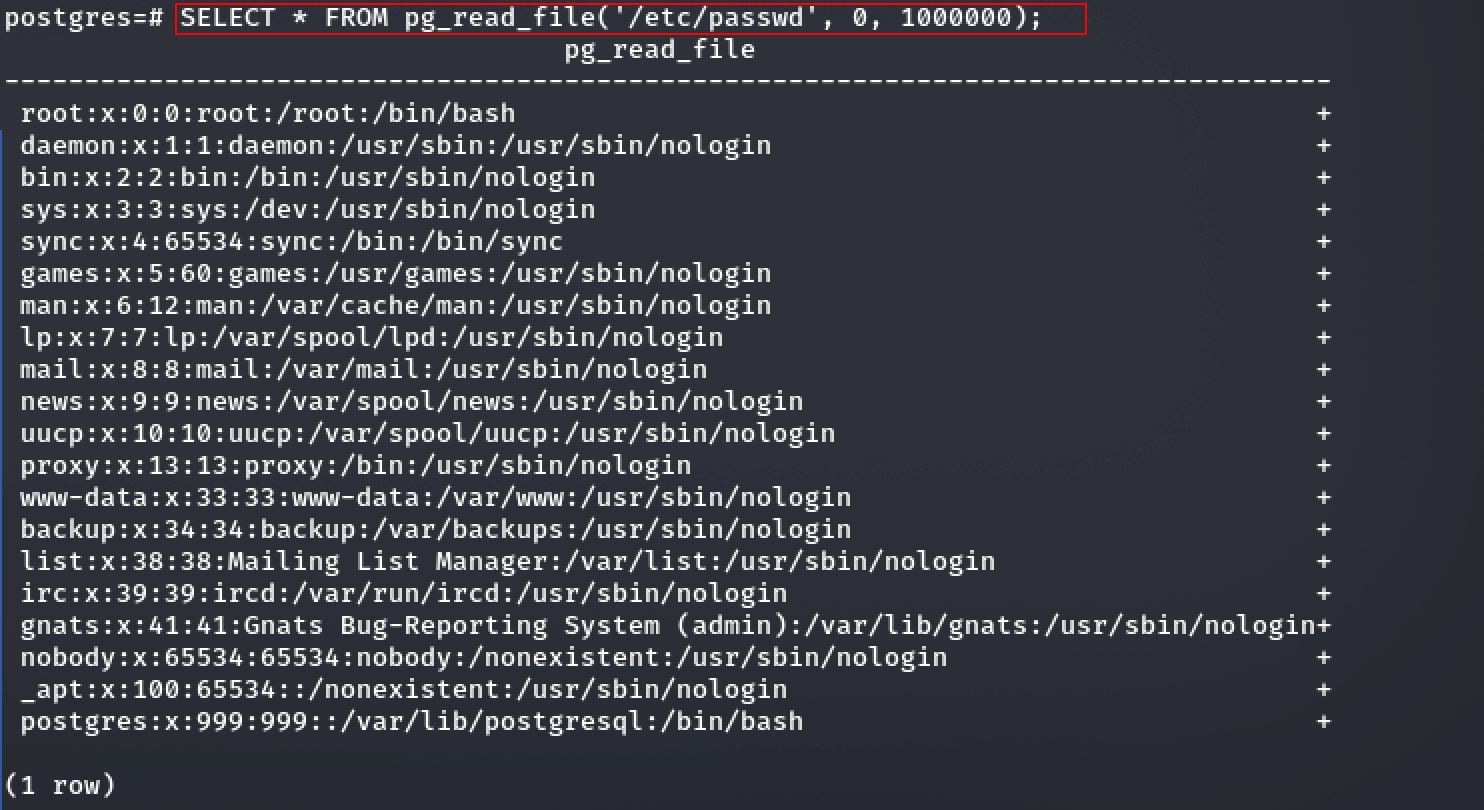 postgres=# SELECT * FROM pg_read_file('/etc/passwd', 0, 1000000);
pg_read_file
-----------------------------------------------------------------------------------
root:x:0:0:root:/root:/bin/bash +
daemon:x:1:1:daemon:/usr/sbin:/usr/sbin/nologin +
bin:x:2:2:bin:/bin:/usr/sbin/nologin +
sys:x:3:3:sys:/dev:/usr/sbin/nologin +
sync:x:4:65534:sync:/bin:/bin/sync +
games:x:5:60:games:/usr/games:/usr/sbin/nologin +
man:x:6:12:man:/var/cache/man:/usr/sbin/nologin +
lp:x:7:7:lp:/var/spool/lpd:/usr/sbin/nologin +
mail:x:8:8:mail:/var/mail:/usr/sbin/nologin +
news:x:9:9:news:/var/spool/news:/usr/sbin/nologin +
uucp:x:10:10:uucp:/var/spool/uucp:/usr/sbin/nologin +
proxy:x:13:13:proxy:/bin:/usr/sbin/nologin +
www-data:x:33:33:www-data:/var/www:/usr/sbin/nologin +
backup:x:34:34:backup:/var/backups:/usr/sbin/nologin +
list:x:38:38:Mailing List Manager:/var/list:/usr/sbin/nologin +
irc:x:39:39:ircd:/var/run/ircd:/usr/sbin/nologin +
gnats:x:41:41:Gnats Bug-Reporting System (admin):/var/lib/gnats:/usr/sbin/nologin+
nobody:x:65534:65534:nobody:/nonexistent:/usr/sbin/nologin +
_apt:x:100:65534::/nonexistent:/usr/sbin/nologin +
postgres:x:999:999::/var/lib/postgresql:/bin/bash +
(1 row)